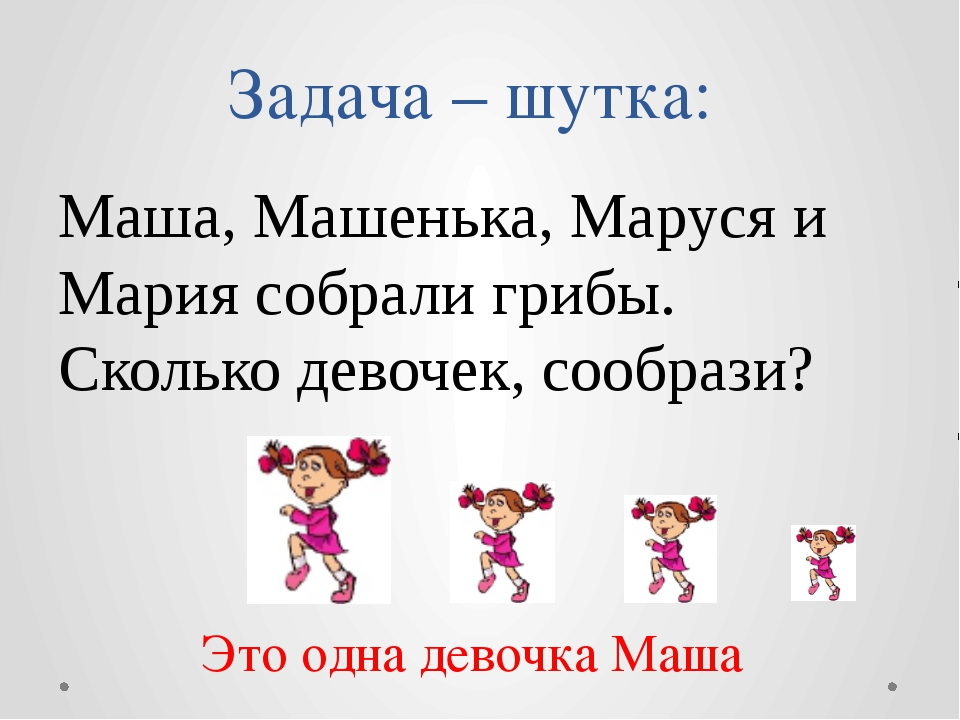 Задача – шутка:
Маша, Машенька, Маруся и
Мария собрали грибы.
Сколько девочек, сообрази?
Это одна девочка Маша